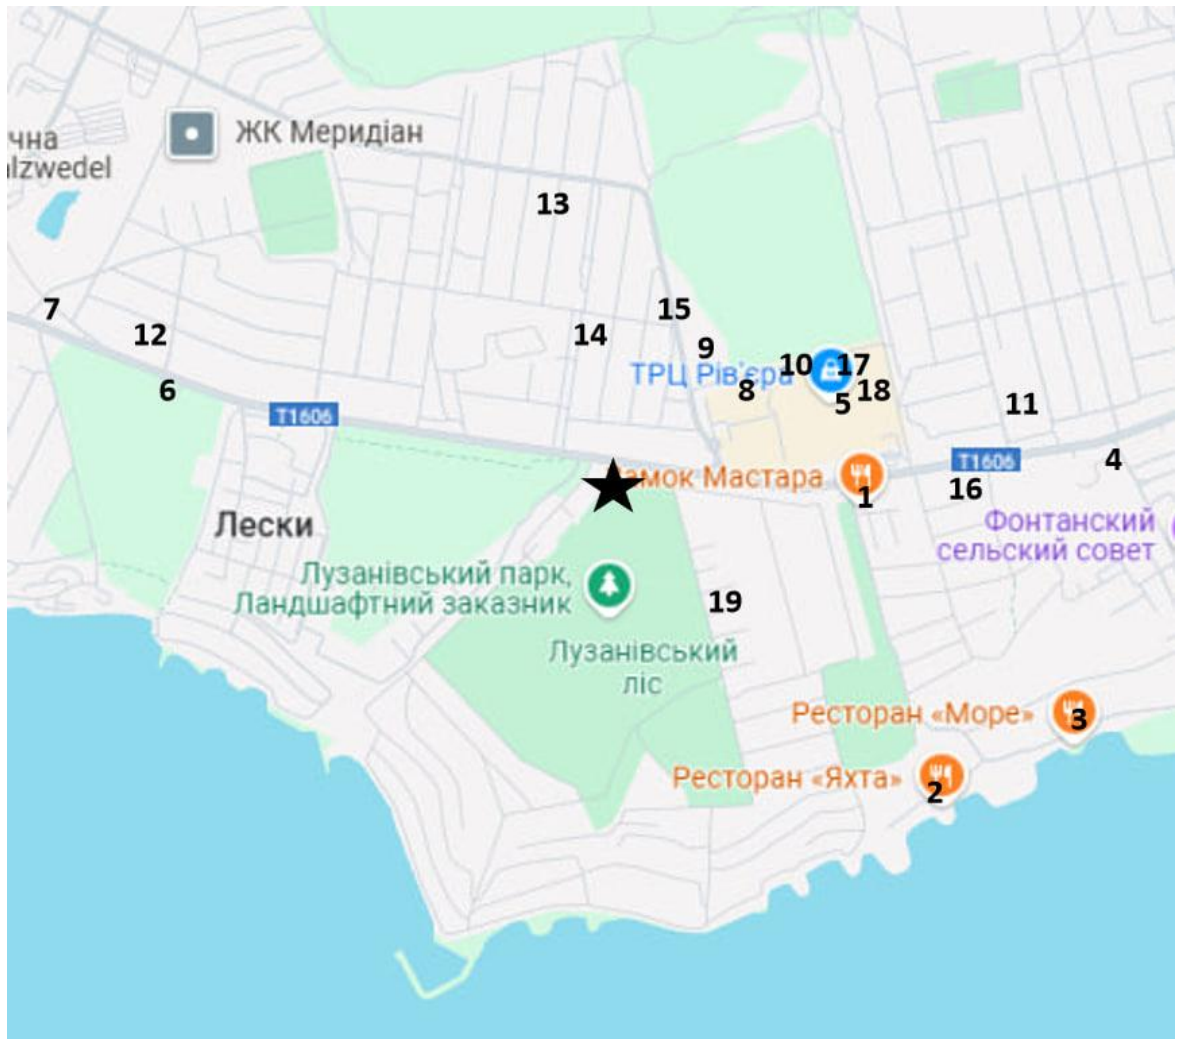 чна
lzwedel
ЖК Меридіан
13
7
12
6
15
14
9
ТРЦ Рів'єра
10
17
8
5
18
11
Т1606
4
Т1606
амок Мастара
1
16
Лески
Фонтанский
сельский совет
Лузанівський парк,
Ландшафтний заказник
19
Лузанівський
ліс
Ресторан «Море»
3
Ресторан «Яхта»
2